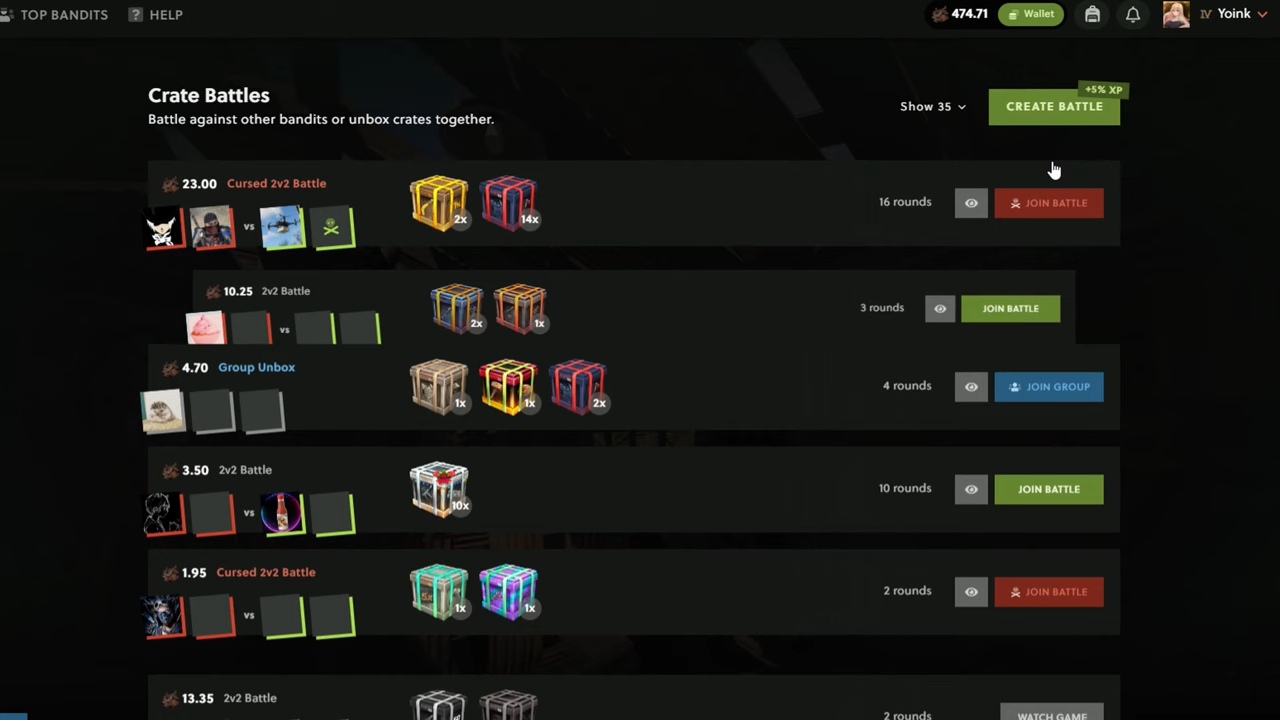 TOP BANDITS ? HELP 474.71 Wallet IV Yoink
Crate Battles
Battle against other bandits or unbox crates together.
Show 35
+5% XP
CREATE BATTLE
23.00 Cursed 2v2 Battle
vs
2x 14x
16 rounds
JOIN BATTLE
10.25 2v2 Battle
vs
2x 1x
3 rounds
JOIN BATTLE
4.70 Group Unbox
1x 1x 2x
4 rounds
JOIN GROUP
3.50 2v2 Battle
vs
10x
10 rounds
JOIN BATTLE
1.95 Cursed 2v2 Battle
vs
1x 1x
2 rounds
JOIN BATTLE
13.35 2v2 Battle
2 rounds
WATCH GAME